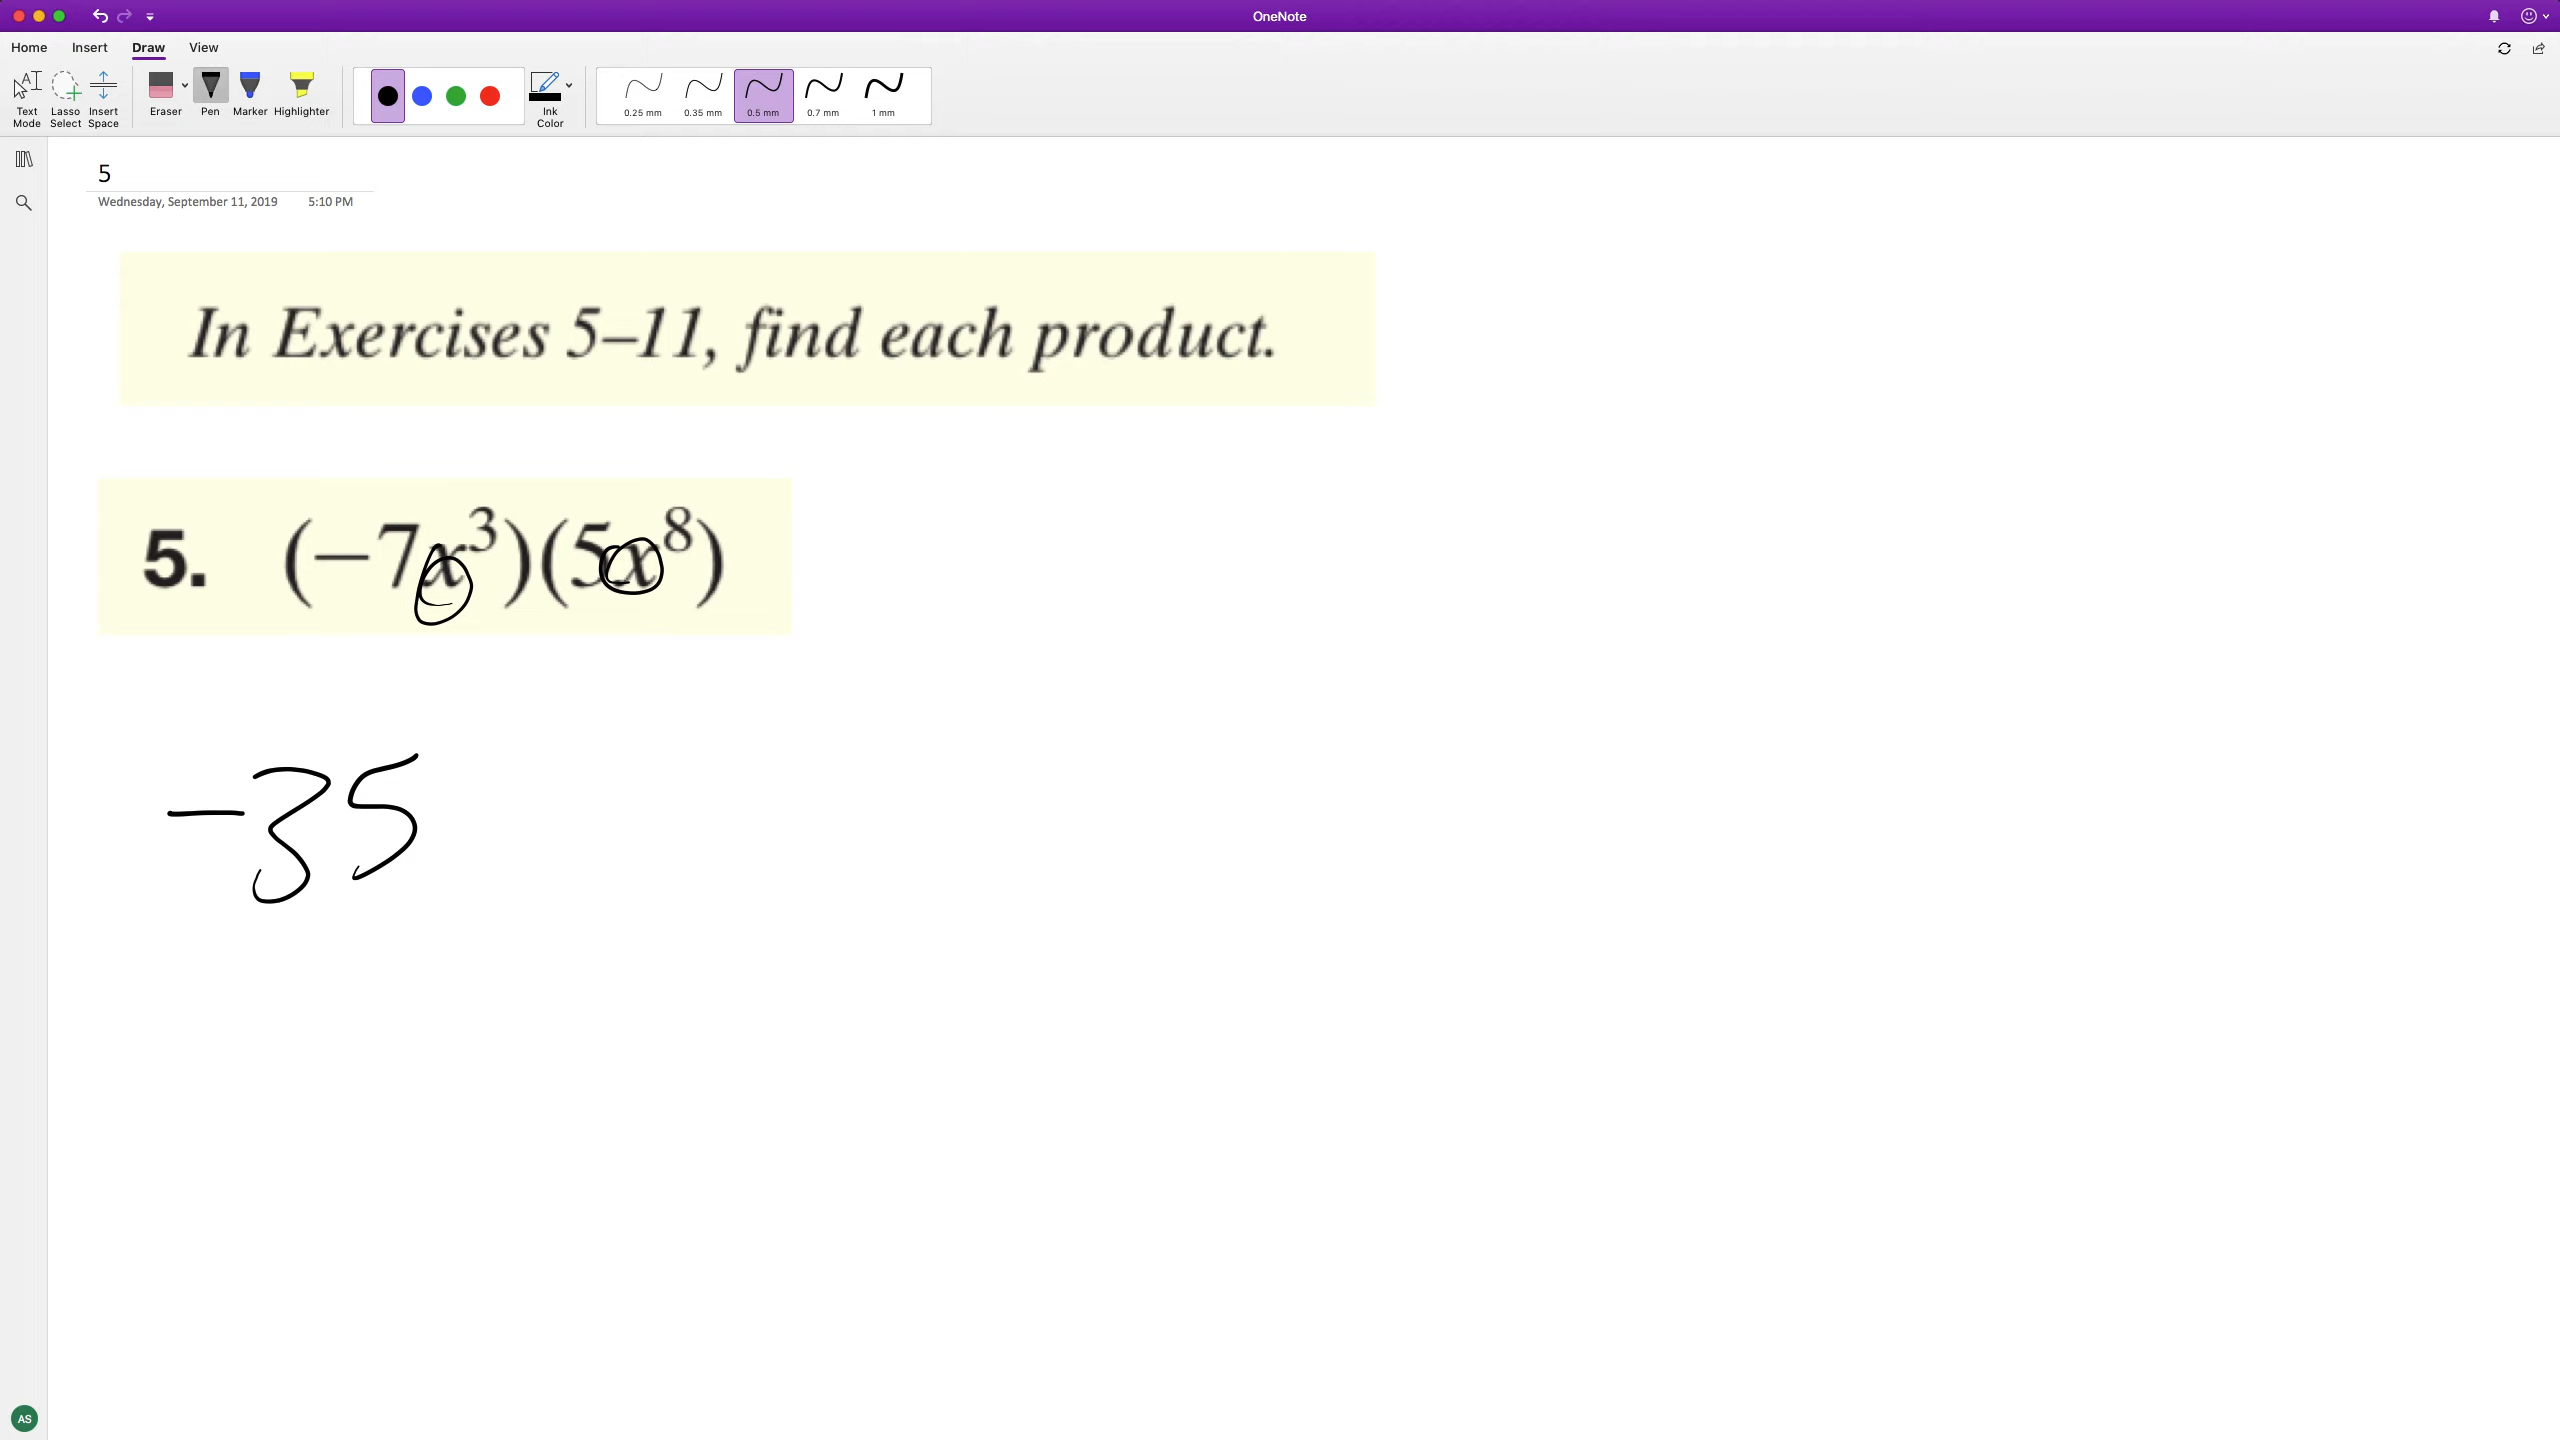 OneNote
Home Insert Draw View
Text Mode Lasso Select Insert Space Eraser Pen Marker Highlighter Ink Color 0.25 mm 0.35 mm 0.5 mm 0.7 mm 1 mm
5
Wednesday, September 11, 2019 5:10 PM
In Exercises 5–11, find each product.
5. (−7x³)(5x⁸)
−35
AS